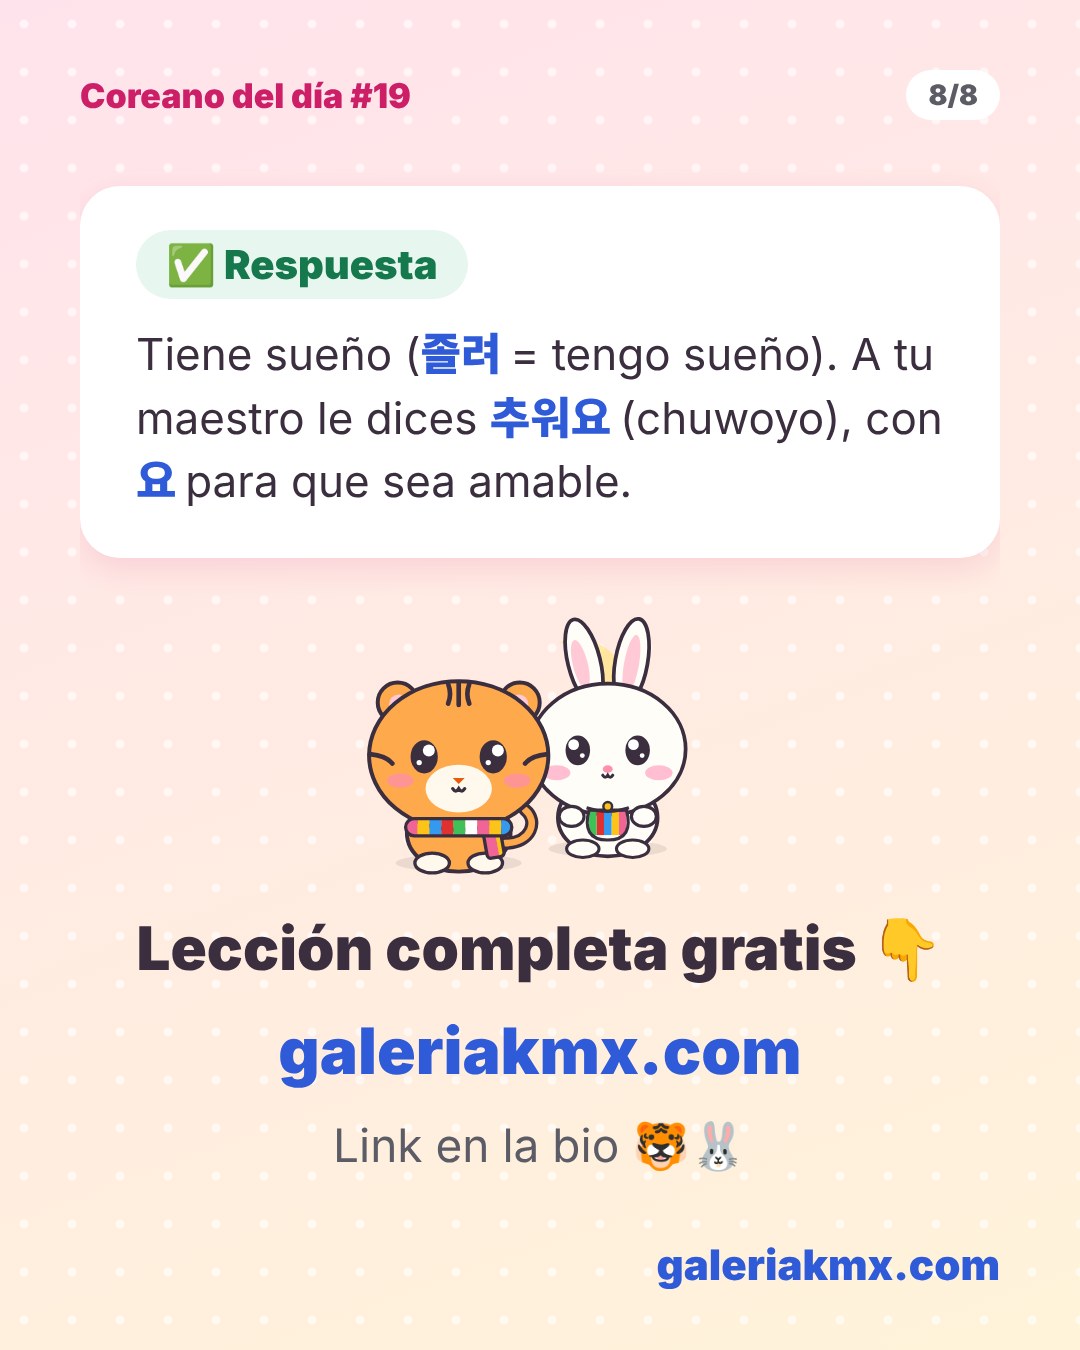 Coreano del día #19
8/8
✅ Respuesta
Tiene sueño (졸려 = tengo sueño). A tu
maestro le dices 추워요 (chuwoyo), con
요 para que sea amable.
Lección completa gratis 👇
galeriakmx.com
Link en la bio 🐯🐰
galeriakmx.com